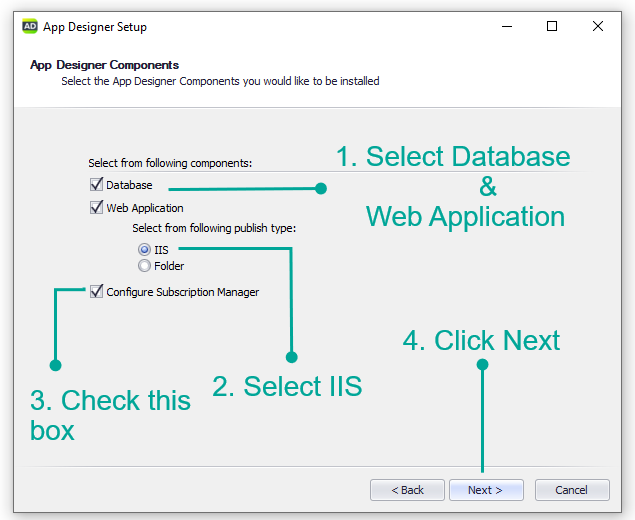 AD App Designer Setup
App Designer Components
Select the App Designer Components you would like to be installed
1. Select Database
&
Web Application
Select from following components:
Database
Web Application
Select from following publish type:
IIS
Folder
Configure Subscription Manager
4. Click Next
2. Select IIS
3. Check this
box
< Back
Next >
Cancel